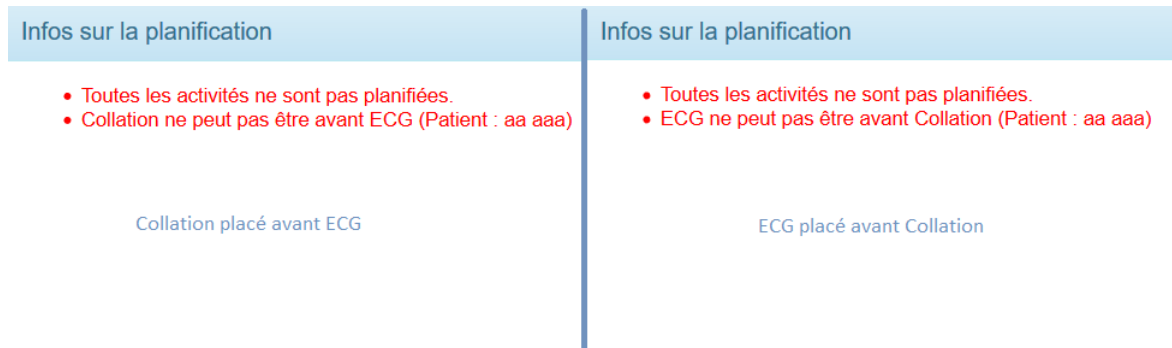 Infos sur la planification
• Toutes les activités ne sont pas planifiées.
• Collation ne peut pas être avant ECG (Patient : aa aaa)
Collation placé avant ECG
Infos sur la planification
• Toutes les activités ne sont pas planifiées.
• ECG ne peut pas être avant Collation (Patient : aa aaa)
ECG placé avant Collation